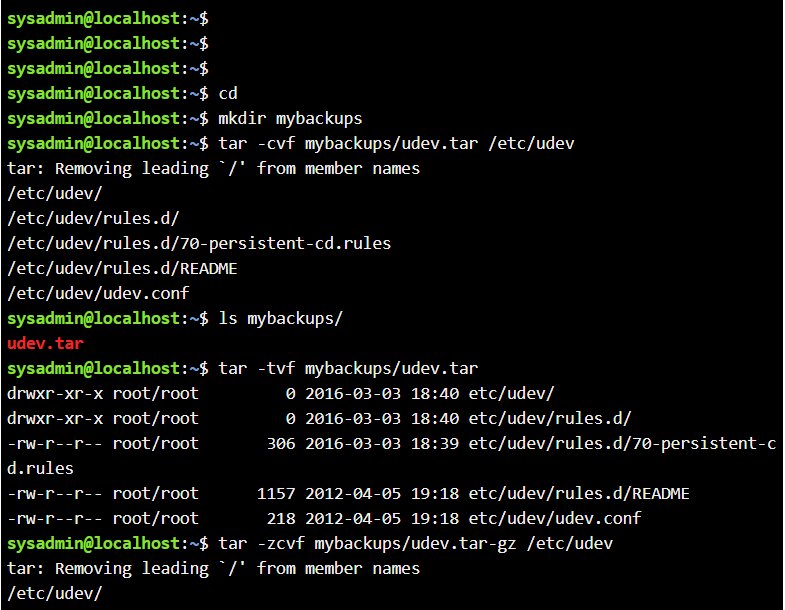 sysadmin@localhost:~$
sysadmin@localhost:~$
sysadmin@localhost:~$
sysadmin@localhost:~$ cd
sysadmin@localhost:~$ mkdir mybackups
sysadmin@localhost:~$ tar -cvf mybackups/udev.tar /etc/udev
tar: Removing leading `/' from member names
/etc/udev/
/etc/udev/rules.d/
/etc/udev/rules.d/70-persistent-cd.rules
/etc/udev/rules.d/README
/etc/udev/udev.conf
sysadmin@localhost:~$ ls mybackups/
udev.tar
sysadmin@localhost:~$ tar -tvf mybackups/udev.tar
drwxr-xr-x root/root         0 2016-03-03 18:40 etc/udev/
drwxr-xr-x root/root         0 2016-03-03 18:40 etc/udev/rules.d/
-rw-r--r-- root/root       306 2016-03-03 18:39 etc/udev/rules.d/70-persistent-c
d.rules
-rw-r--r-- root/root      1157 2012-04-05 19:18 etc/udev/rules.d/README
-rw-r--r-- root/root       218 2012-04-05 19:18 etc/udev/udev.conf
sysadmin@localhost:~$ tar -zcvf mybackups/udev.tar-gz /etc/udev
tar: Removing leading `/' from member names
/etc/udev/